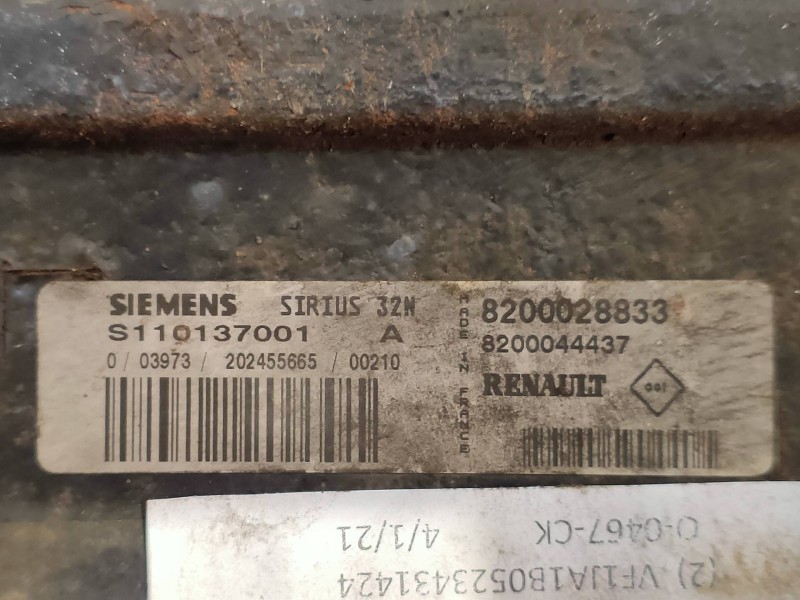 SIEMENS SIRIUS 32N
S110137001 A
0/ 03973/ 202455665/ 00210
MADE IN FRANCE
8200028833
8200044437
RENAULT
001
(2) VF1JA1B0523431424
O-0467-CK 4/1/21